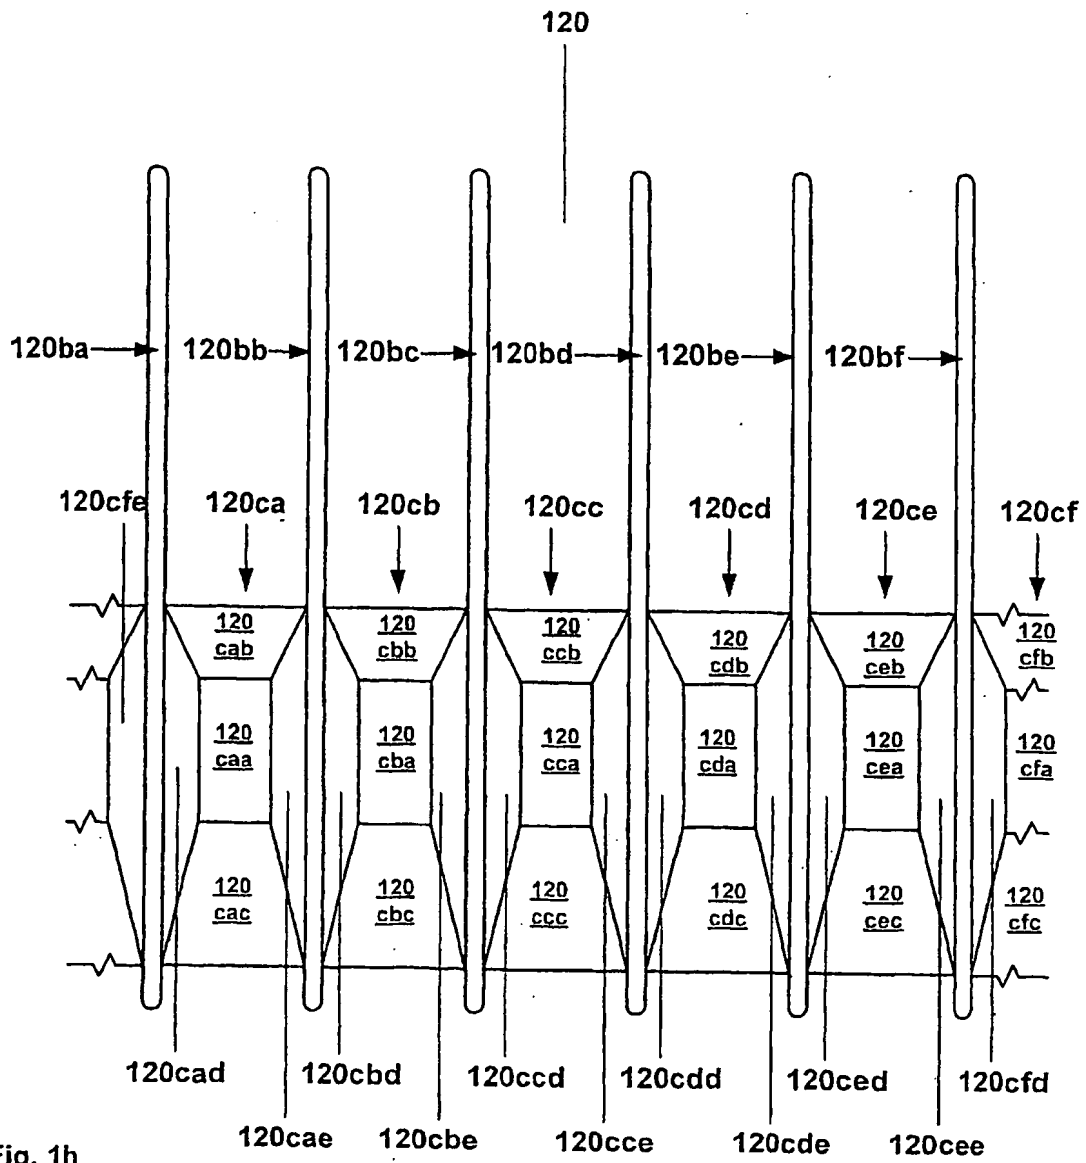 120
120ba 120bb 120bc 120bd 120be 120bf
120cfe 120ca 120cb 120cc 120cd 120ce 120cf
120 cab
120 cbb
120 ccb
120 cdb
120 ceb
120 cfb
120 caa
120 cba
120 cca
120 cda
120 cea
120 cfa
120 cac
120 cbc
120 ccc
120 cdc
120 cec
120 cfc
120cad 120cbd 120ccd 120cdd 120ced 120cfd
120cae 120cbe 120cce 120cde 120cee
Fig. 1h